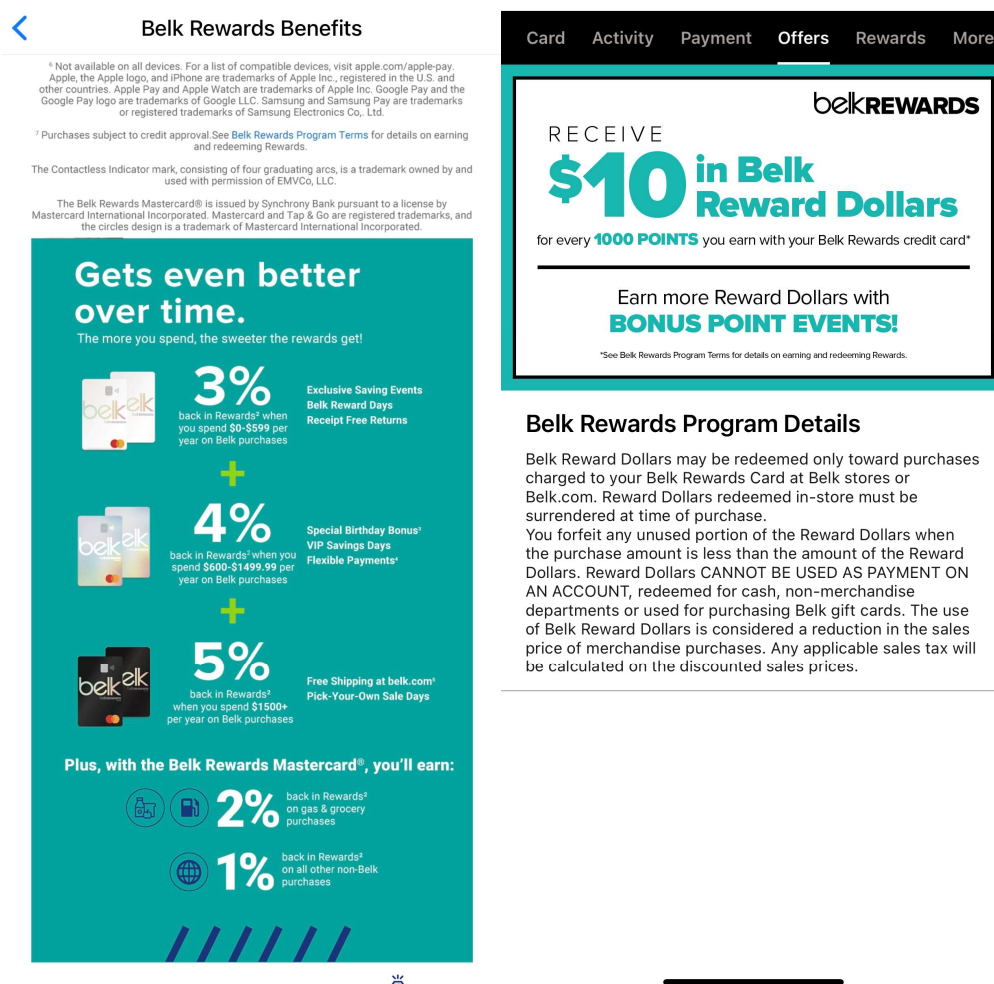 Belk Rewards Benefits
⁶ Not available on all devices. For a list of compatible devices, visit apple.com/apple-pay.
Apple, the Apple logo, and iPhone are trademarks of Apple Inc., registered in the U.S. and
other countries. Apple Pay and Apple Watch are trademarks of Apple Inc. Google Pay and the
Google Pay logo are trademarks of Google LLC. Samsung and Samsung Pay are trademarks
or registered trademarks of Samsung Electronics Co,. Ltd.
⁷ Purchases subject to credit approval.See Belk Rewards Program Terms for details on earning
and redeeming Rewards.
The Contactless Indicator mark, consisting of four graduating arcs, is a trademark owned by and
used with permission of EMVCo, LLC.
The Belk Rewards Mastercard® is issued by Synchrony Bank pursuant to a license by
Mastercard International Incorporated. Mastercard and Tap & Go are registered trademarks, and
the circles design is a trademark of Mastercard International Incorporated.
Gets even better
over time.
The more you spend, the sweeter the rewards get!
belk
elk
3%
back in Rewards² when
you spend $0-$599 per
year on Belk purchases
Exclusive Saving Events
Belk Reward Days
Receipt Free Returns
+
belk
elk
4%
back in Rewards² when you
spend $600-$1499.99 per
year on Belk purchases
Special Birthday Bonus³
VIP Savings Days
Flexible Payments⁴
+
belk
elk
5%
back in Rewards²
when you spend $1500+
per year on Belk purchases
Free Shipping at belk.com⁵
Pick-Your-Own Sale Days
Plus, with the Belk Rewards Mastercard®, you'll earn:
2%
back in Rewards²
on gas & grocery
purchases
1%
back in Rewards²
on all other non-Belk
purchases
Card Activity Payment Offers Rewards More
belkREWARDS
RECEIVE
$10 in Belk
Reward Dollars
for every 1000 POINTS you earn with your Belk Rewards credit card*
Earn more Reward Dollars with
BONUS POINT EVENTS!
*See Belk Rewards Program Terms for details on earning and redeeming Rewards.
Belk Rewards Program Details
Belk Reward Dollars may be redeemed only toward purchases
charged to your Belk Rewards Card at Belk stores or
Belk.com. Reward Dollars redeemed in-store must be
surrendered at time of purchase.
You forfeit any unused portion of the Reward Dollars when
the purchase amount is less than the amount of the Reward
Dollars. Reward Dollars CANNOT BE USED AS PAYMENT ON
AN ACCOUNT, redeemed for cash, non-merchandise
departments or used for purchasing Belk gift cards. The use
of Belk Reward Dollars is considered a reduction in the sales
price of merchandise purchases. Any applicable sales tax will
be calculated on the discounted sales prices.